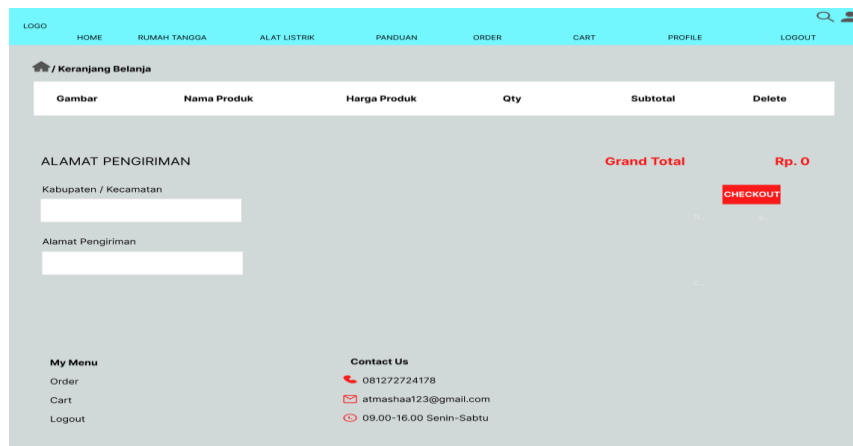 LOGO
HOME RUMAH TANGGA ALAT LISTRIK PANDUAN ORDER CART PROFILE LOGOUT
/ Keranjang Belanja
Gambar Nama Produk Harga Produk Qty Subtotal Delete
ALAMAT PENGIRIMAN Grand Total Rp. 0
Kabupaten / Kecamatan CHECKOUT
Alamat Pengiriman
My Menu Contact Us
Order 081272724178
Cart atmashaa123@gmail.com
Logout 09.00-16.00 Senin-Sabtu